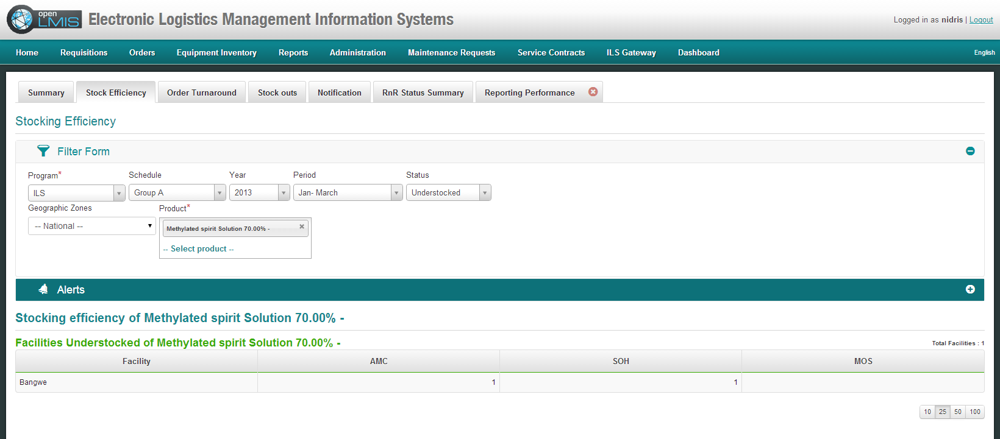 open LMIS Electronic Logistics Management Information Systems Logged in as nidris | Logout
Home Requisitions Orders Equipment Inventory Reports Administration Maintenance Requests Service Contracts ILS Gateway Dashboard English
Summary Stock Efficiency Order Turnaround Stock outs Notification RnR Status Summary Reporting Performance
Stocking Efficiency
Filter Form
Program* Schedule Year Period Status
ILS Group A 2013 Jan- March Understocked
Geographic Zones Product*
-- National -- Methylated spirit Solution 70.00% -
-- Select product --
Alerts
Stocking efficiency of Methylated spirit Solution 70.00% -
Facilities Understocked of Methylated spirit Solution 70.00% - Total Facilities : 1
Facility AMC SOH MOS
Bangwe 1 1
10 25 50 100